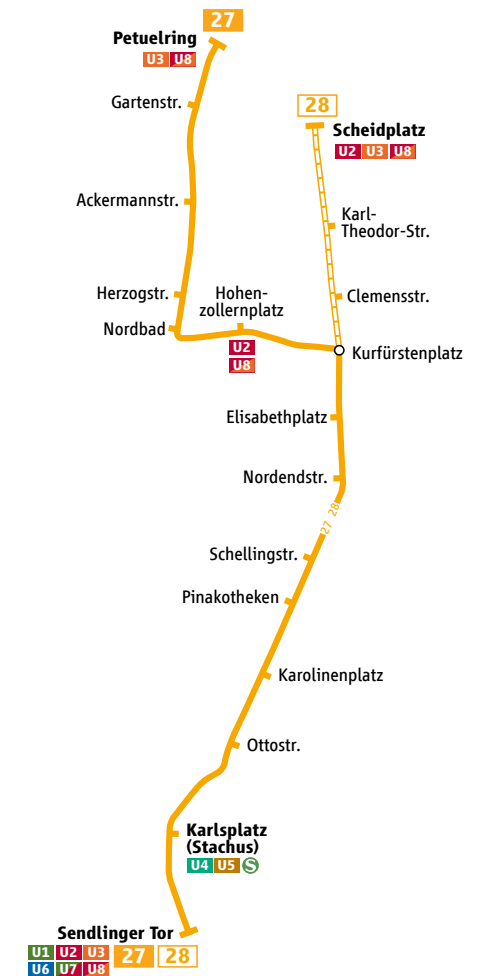 27
Petuelring
U3 U8
Gartenstr.
28
Scheidplatz
U2 U3 U8
Ackermannstr.
Karl-
Theodor-Str.
Herzogstr.
Hohen-
zollernplatz
Clemensstr.
Nordbad
U2
U8
Kurfürstenplatz
Elisabethplatz
Nordendstr.
27 28
Schellingstr.
Pinakotheken
Karolinenplatz
Ottostr.
Karlsplatz
(Stachus)
U4 U5 S
Sendlinger Tor
U1 U2 U3 27 28
U6 U7 U8